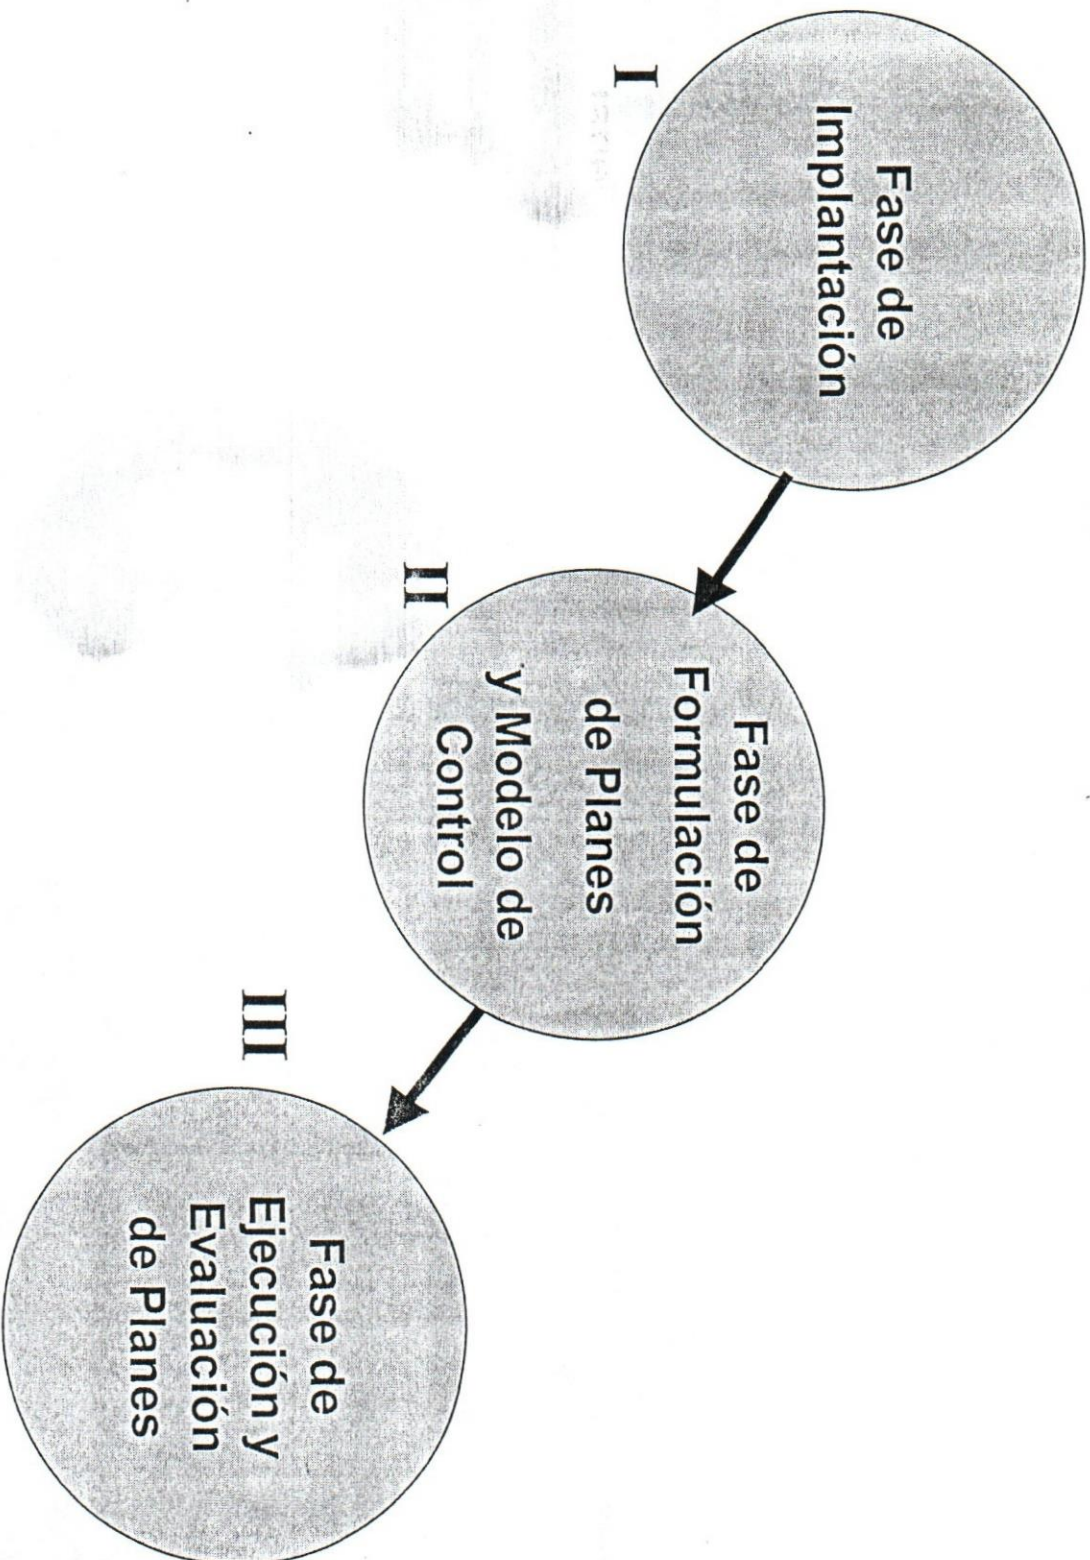 Fase de
Implantación
I
Fase de
Formulación
de Planes
y Modelo de
Control
II
Fase de
Ejecución y
Evaluación
de Planes
III